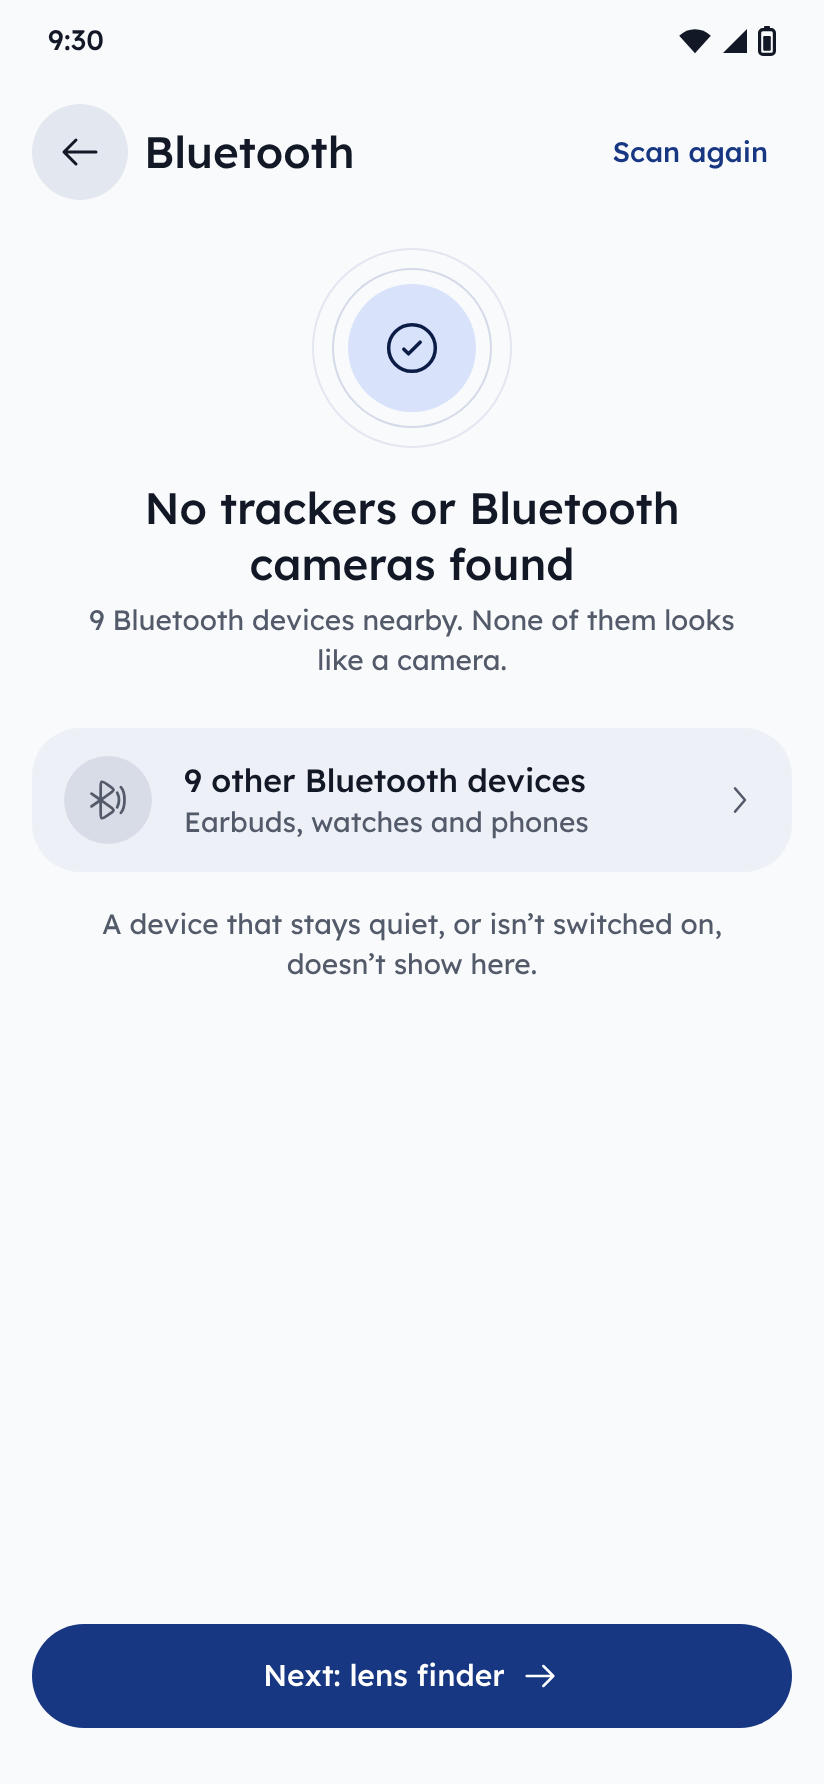 9:30
Bluetooth
Scan again
No trackers or Bluetooth
cameras found
9 Bluetooth devices nearby. None of them looks
like a camera.
9 other Bluetooth devices
Earbuds, watches and phones
A device that stays quiet, or isn’t switched on,
doesn’t show here.
Next: lens finder